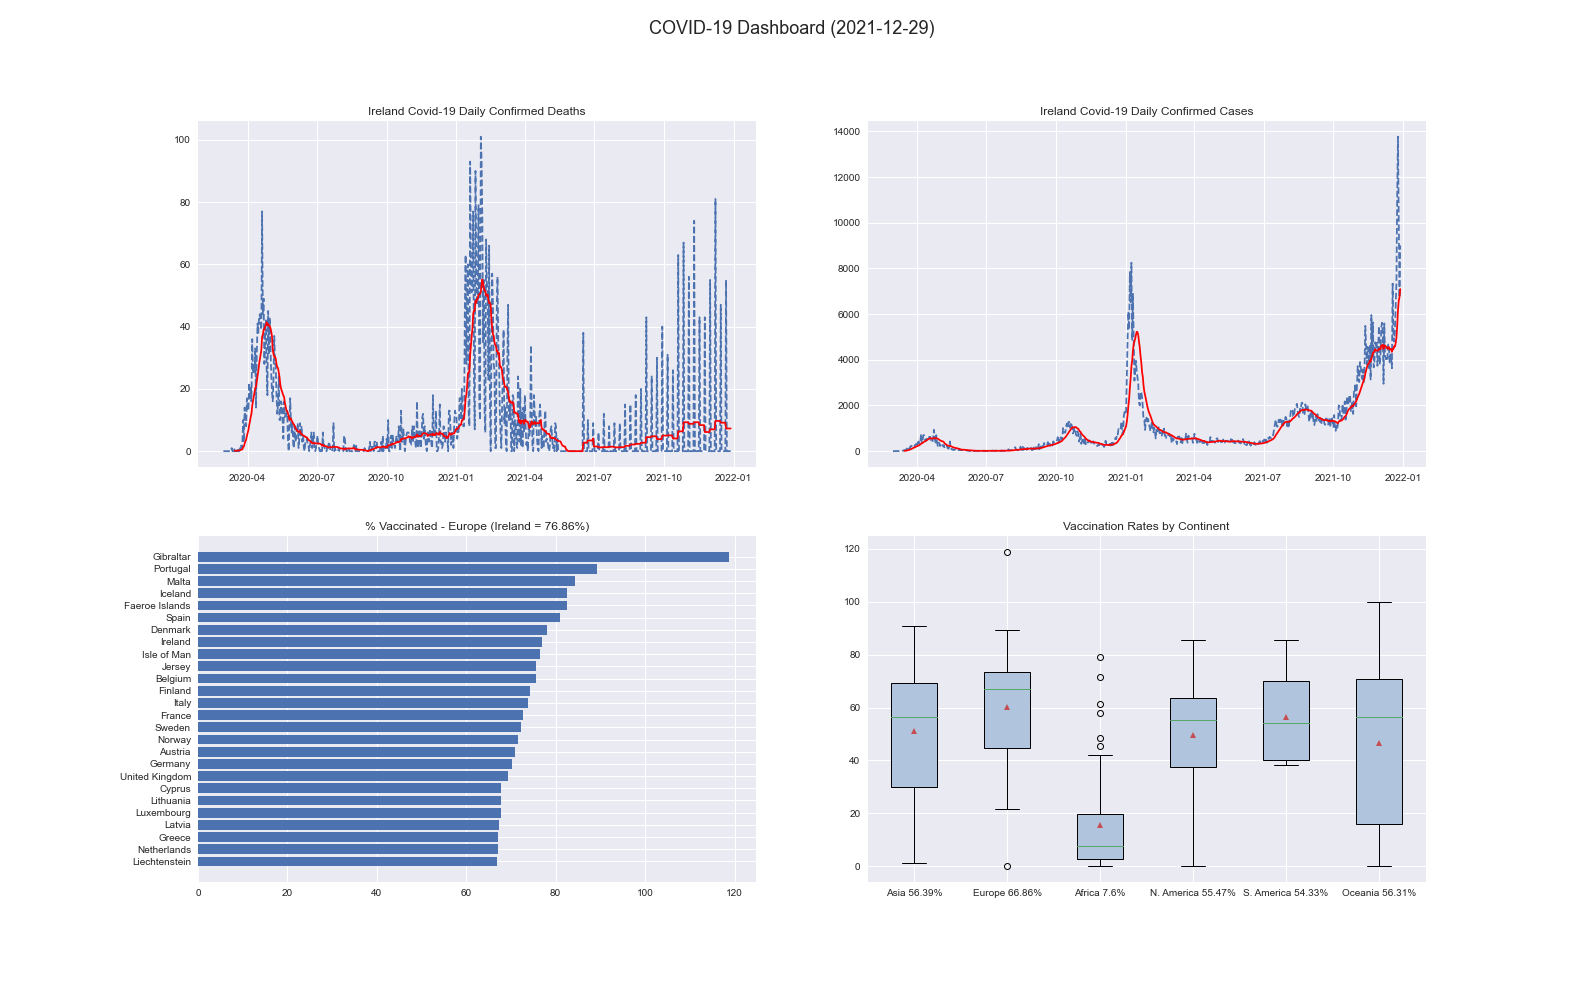 COVID-19 Dashboard (2021-12-29)
Ireland Covid-19 Daily Confirmed Deaths
100
80
60
40
20
0
2020-04 2020-07 2020-10 2021-01 2021-04 2021-07 2021-10 2022-01
Ireland Covid-19 Daily Confirmed Cases
14000
12000
10000
8000
6000
4000
2000
0
2020-04 2020-07 2020-10 2021-01 2021-04 2021-07 2021-10 2022-01
% Vaccinated - Europe (Ireland = 76.86%)
Gibraltar
Portugal
Malta
Iceland
Faeroe Islands
Spain
Denmark
Ireland
Isle of Man
Jersey
Belgium
Finland
Italy
France
Sweden
Norway
Austria
Germany
United Kingdom
Cyprus
Lithuania
Luxembourg
Latvia
Greece
Netherlands
Liechtenstein
0 20 40 60 80 100 120
Vaccination Rates by Continent
120
100
80
60
40
20
0
Asia 56.39% Europe 66.86% Africa 7.6% N. America 55.47% S. America 54.33% Oceania 56.31%